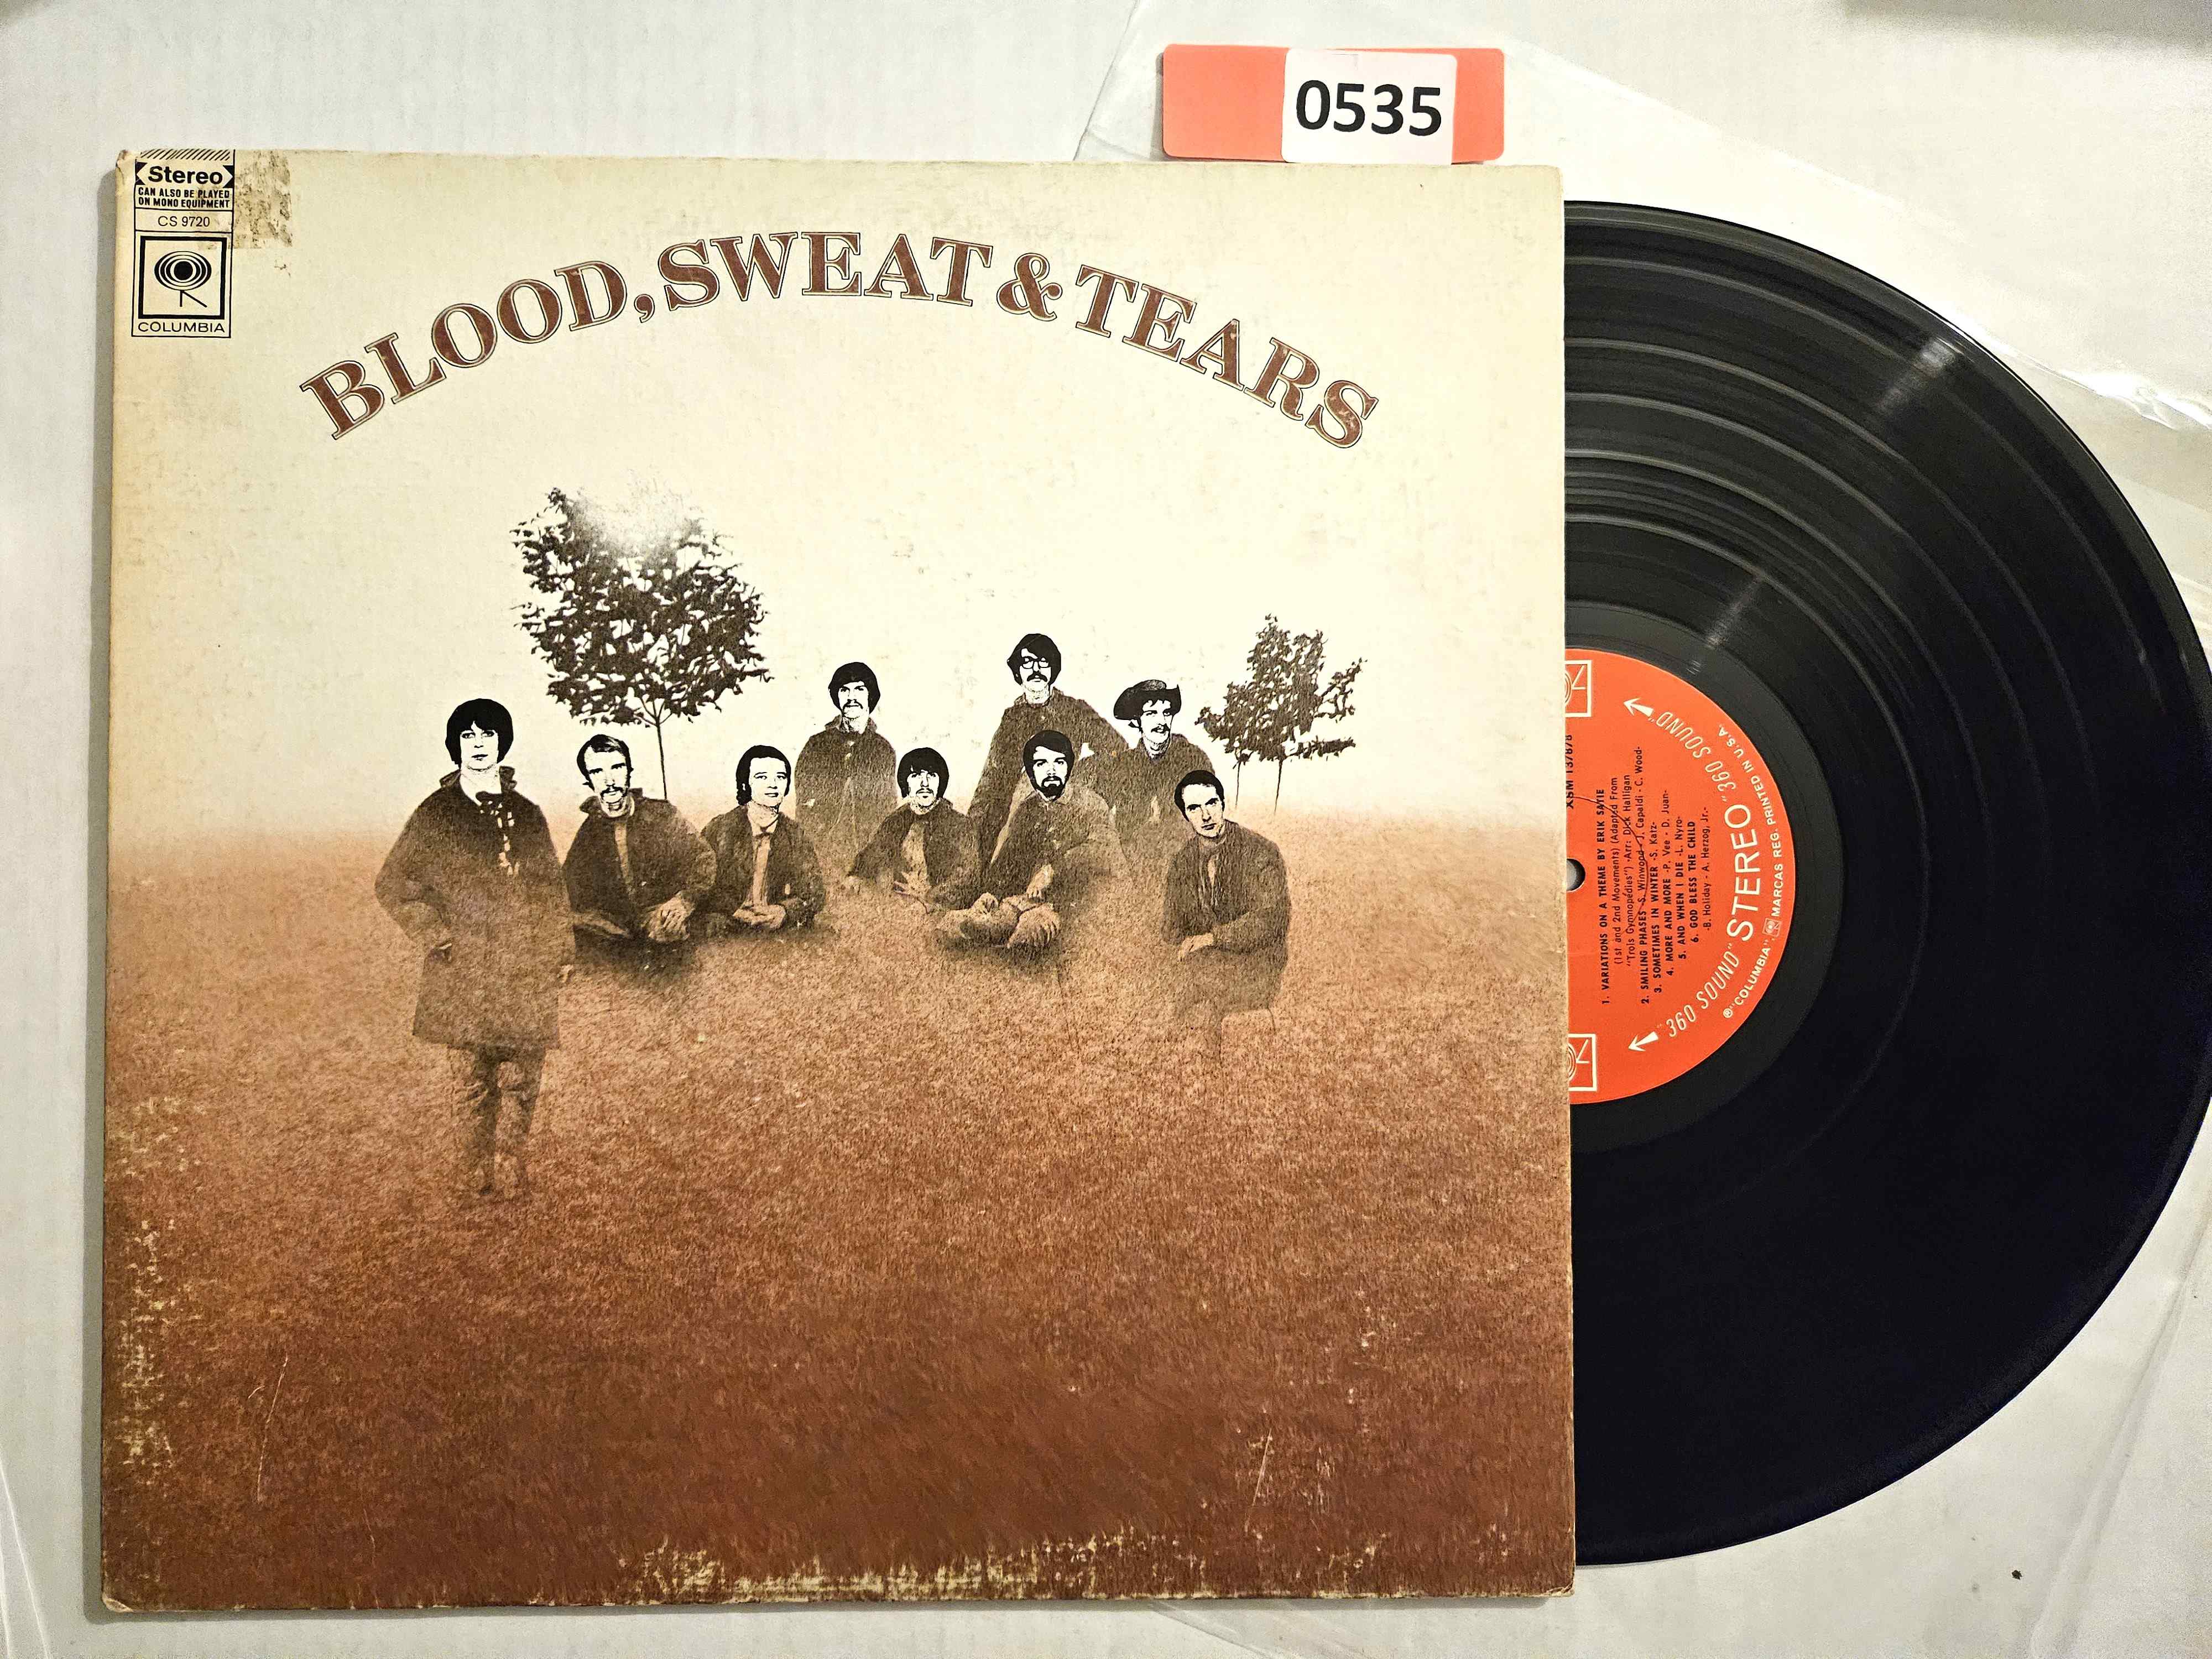 0535
Stereo
CAN ALSO BE PLAYED
ON MONO EQUIPMENT
CS 9720
COLUMBIA
BLOOD, SWEAT & TEARS
XSM 137676
1. VARIATIONS ON A THEME BY ERIK SATIE
(1st and 2nd Movements) (Adapted From
"Trois Gymnopédies") -Arr: Dick Halligan
2. SMILING PHASES -S. Winwood - J. Capaldi - C. Wood-
3. SOMETIMES IN WINTER -S. Katz-
4. MORE AND MORE -P. Vee - D. Juan-
5. AND WHEN I DIE -L. Nyro-
6. GOD BLESS THE CHILD
-B. Holiday - A. Herzog, Jr.-
"360 SOUND" STEREO "360 SOUND"
® "COLUMBIA" MARCAS REG. PRINTED IN U.S.A.